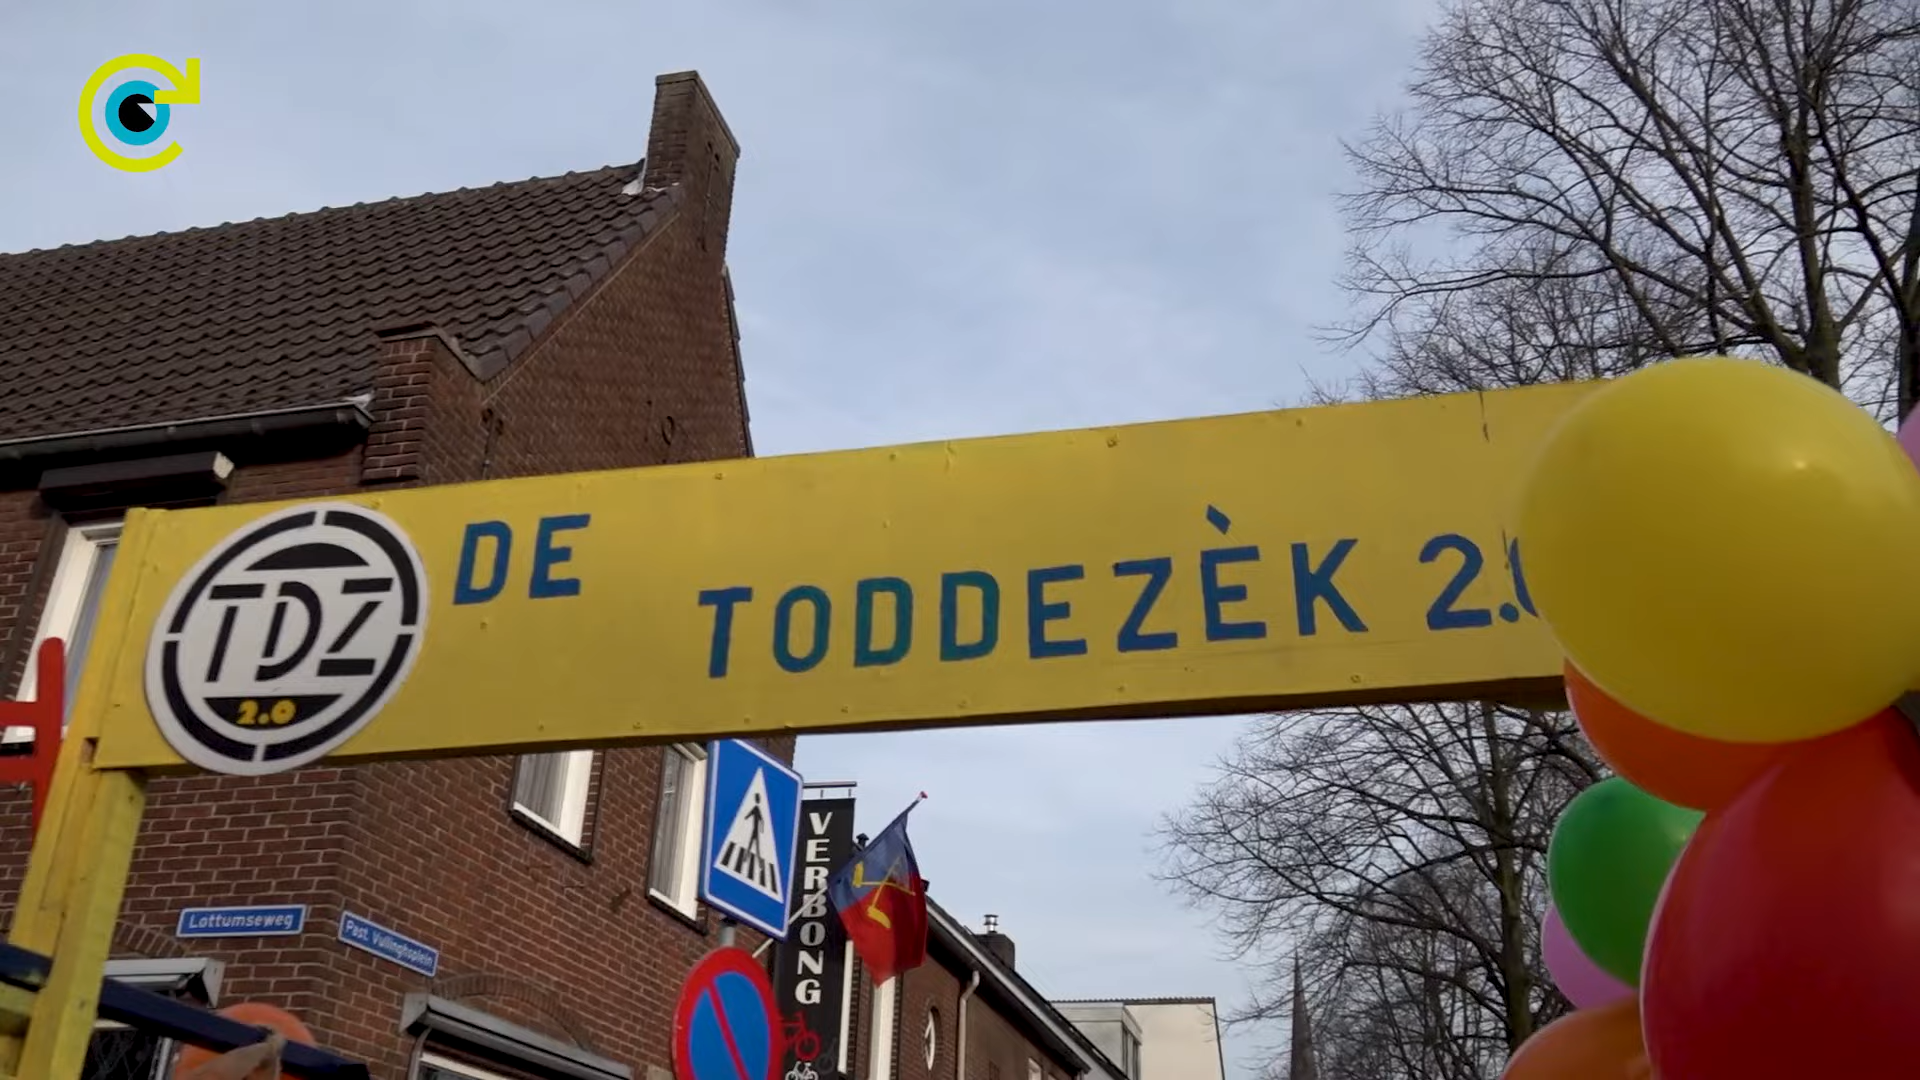 DE TODDEZÈK 2.
TDZ
2.0
VERBONG
Lottumseweg
Past. Vullinghsplein